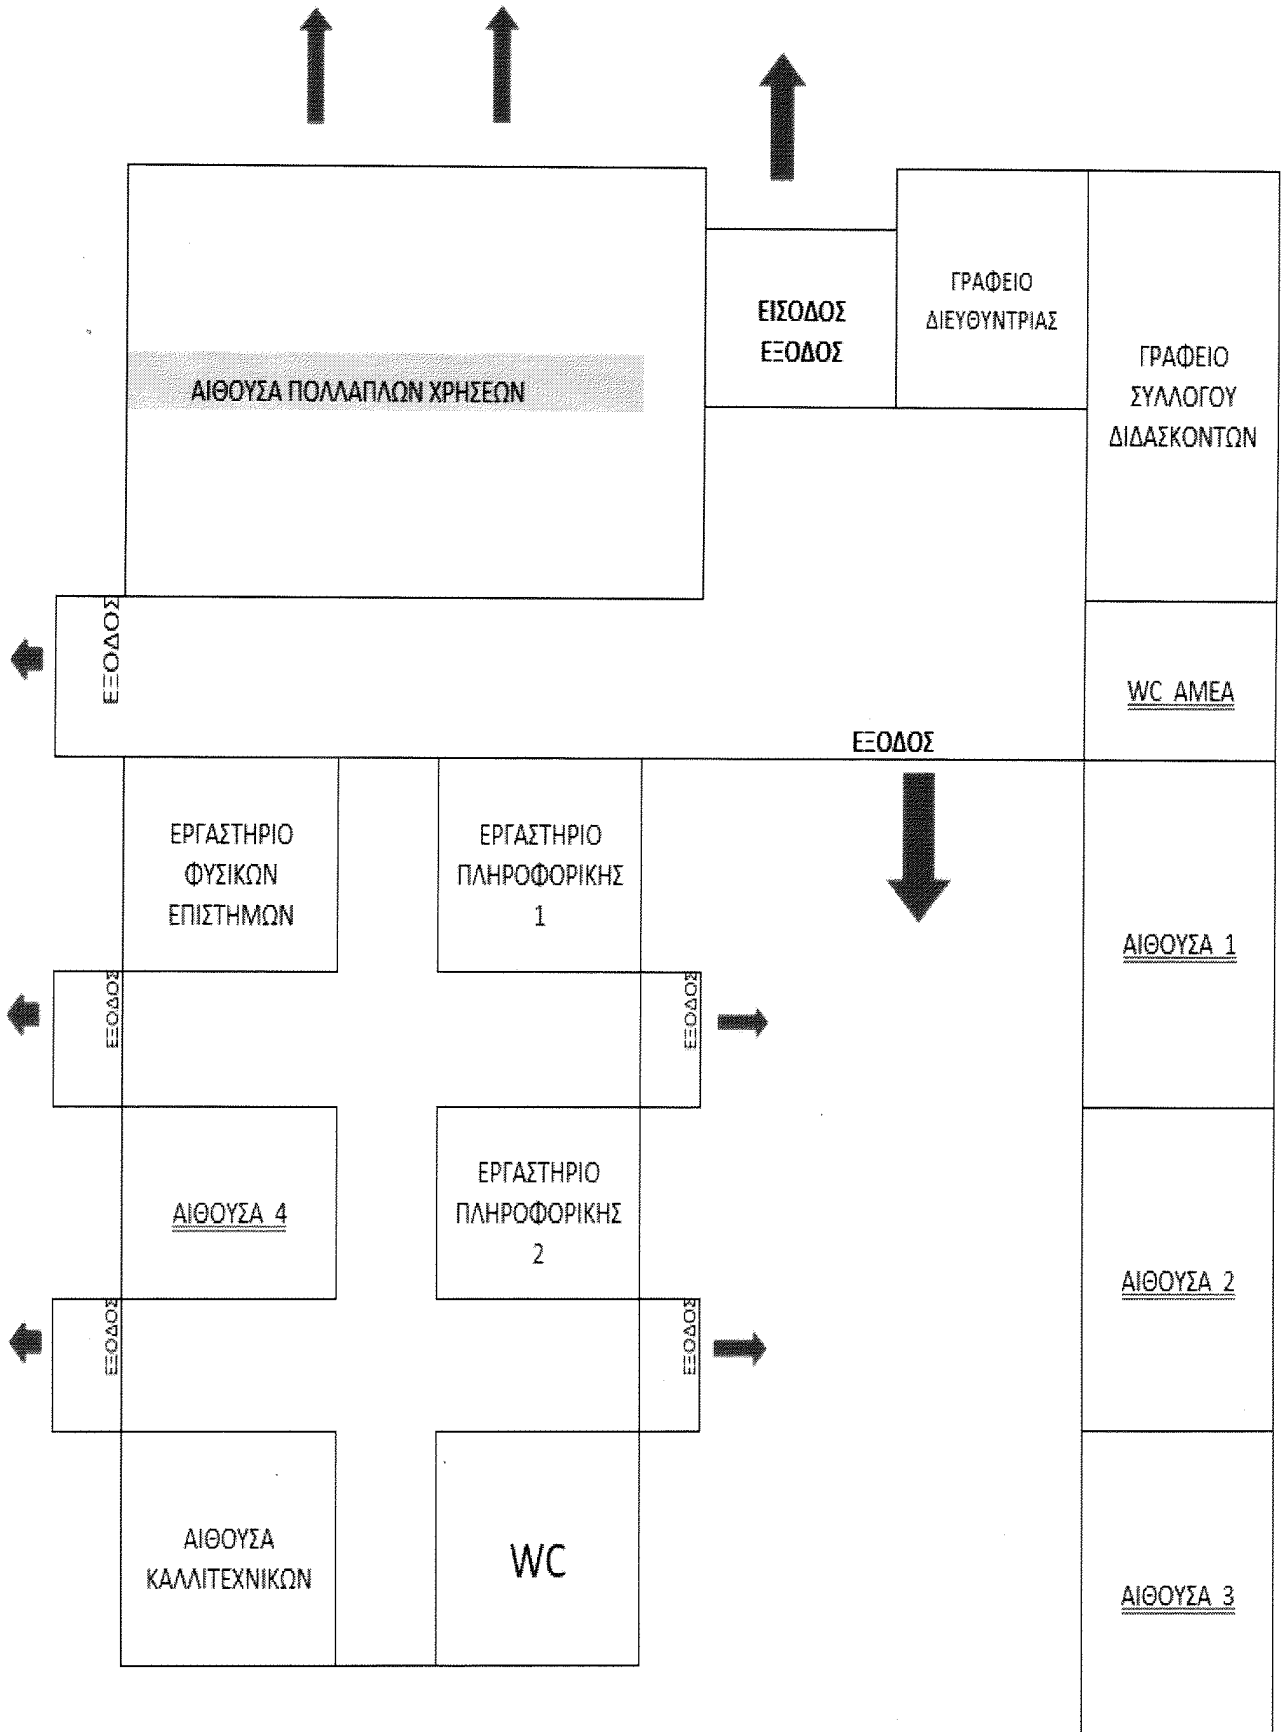 ΕΙΣΟΔΟΣ
ΕΞΟΔΟΣ
ΓΡΑΦΕΙΟ
ΔΙΕΥΘΥΝΤΡΙΑΣ
ΓΡΑΦΕΙΟ
ΣΥΛΛΟΓΟΥ
ΔΙΔΑΣΚΟΝΤΩΝ
ΑΙΘΟΥΣΑ ΠΟΛΛΑΠΛΩΝ ΧΡΗΣΕΩΝ
ΕΞΟΔΟΣ
WC ΑΜΕΑ
ΕΞΟΔΟΣ
ΕΡΓΑΣΤΗΡΙΟ
ΦΥΣΙΚΩΝ
ΕΠΙΣΤΗΜΩΝ
ΕΡΓΑΣΤΗΡΙΟ
ΠΛΗΡΟΦΟΡΙΚΗΣ
1
ΑΙΘΟΥΣΑ 1
ΕΞΟΔΟΣ
ΕΞΟΔΟΣ
ΑΙΘΟΥΣΑ 4
ΕΡΓΑΣΤΗΡΙΟ
ΠΛΗΡΟΦΟΡΙΚΗΣ
2
ΑΙΘΟΥΣΑ 2
ΕΞΟΔΟΣ
ΕΞΟΔΟΣ
ΑΙΘΟΥΣΑ
ΚΑΛΛΙΤΕΧΝΙΚΩΝ
WC
ΑΙΘΟΥΣΑ 3